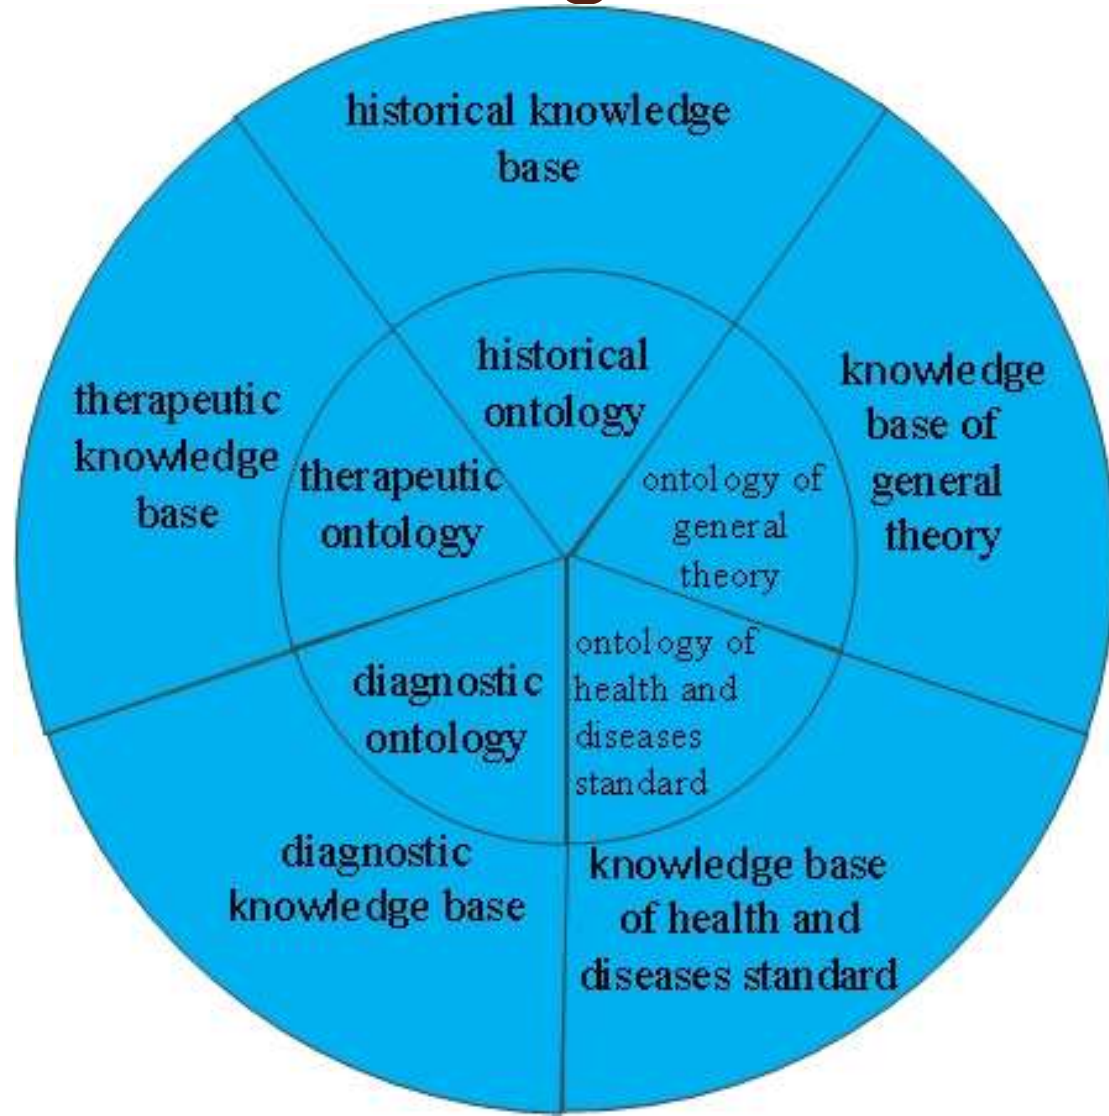 historical knowledge
base
historical
ontology
knowledge
base of
general
theory
ontology of
general
theory
therapeutic
knowledge
base
therapeutic
ontology
ontology of
health and
diseases
standard
diagnostic
ontology
diagnostic
knowledge base
knowledge base
of health and
diseases standard